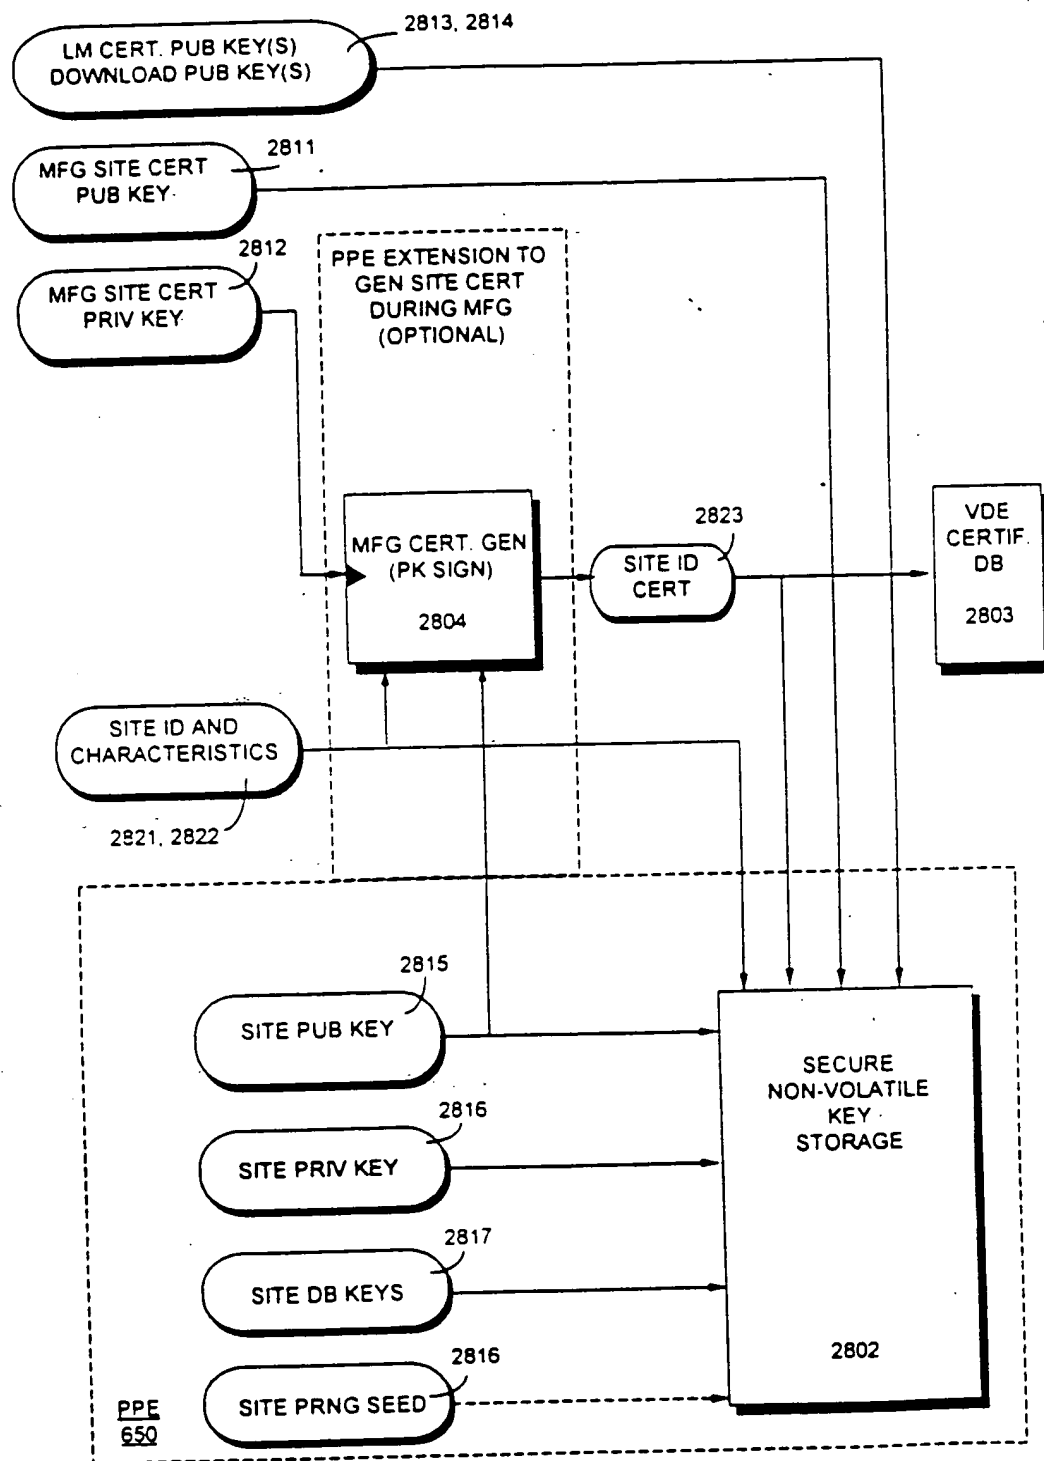 2813, 2814
LM CERT. PUB KEY(S)
DOWNLOAD PUB KEY(S)
2811
MFG SITE CERT
PUB KEY
2812
MFG SITE CERT
PRIV KEY
PPE EXTENSION TO
GEN SITE CERT
DURING MFG
(OPTIONAL)
MFG CERT. GEN
(PK SIGN)
2804
2823
SITE ID
CERT
VDE
CERTIF.
DB
2803
SITE ID AND
CHARACTERISTICS
2821, 2822
2815
SITE PUB KEY
2816
SITE PRIV KEY
2817
SITE DB KEYS
2816
SITE PRNG SEED
SECURE
NON-VOLATILE
KEY
STORAGE
2802
PPE
650